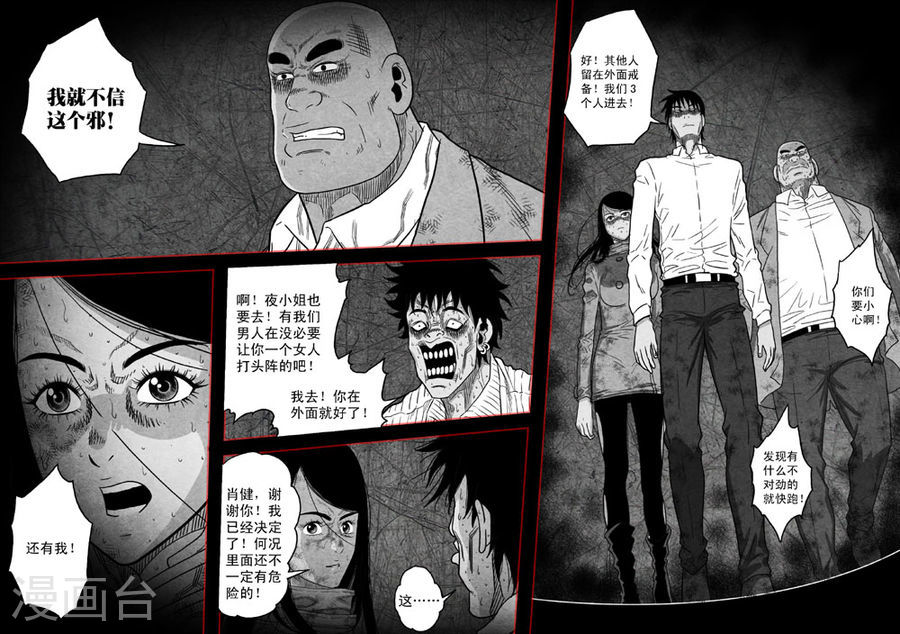 我就不信
这个邪！
还有我！
啊！夜小姐也
要去！有我们
男人在没必要
让你一个女人
打头阵的吧！
我去！你在
外面就好了！
肖健，谢
谢你！我
已经决定
了！何况
里面还不
一定有危
险的！
这……
好！其他人
留在外面戒
备！我们3
个人进去！
你们
要小
心啊！
发现有
什么不
对劲的
就快跑！
漫画台